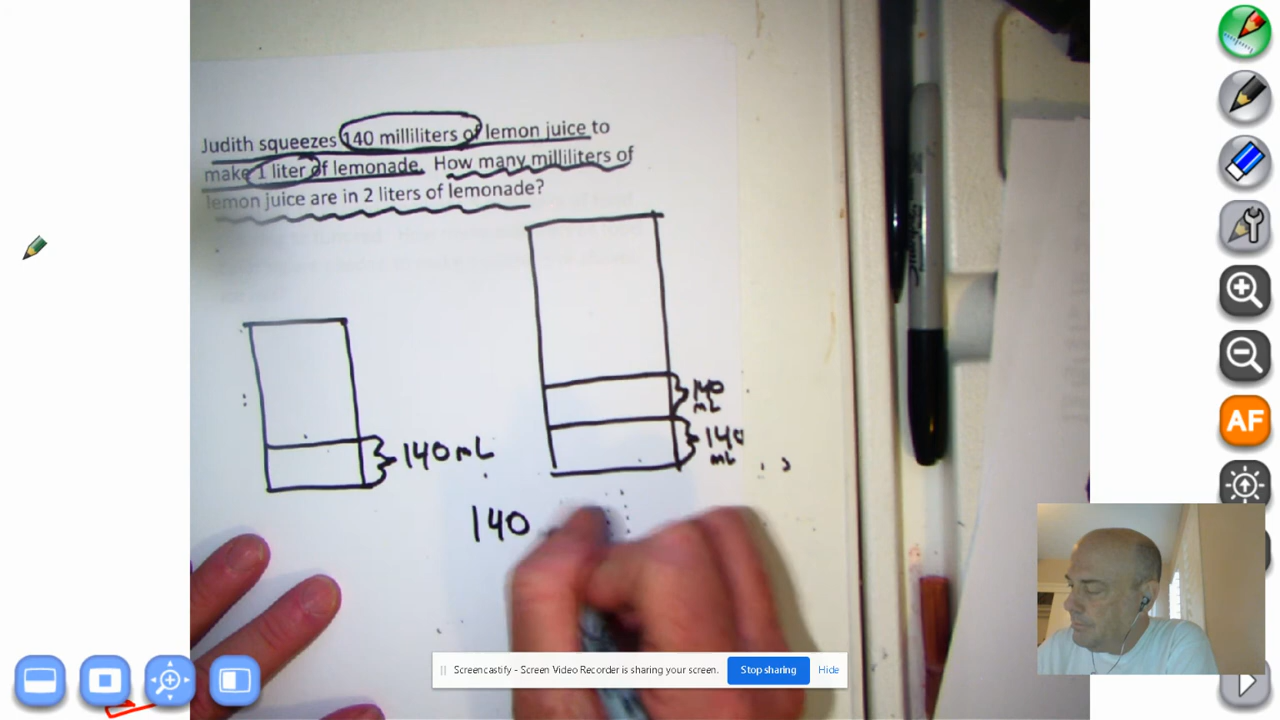 Judith squeezes 140 milliliters of lemon juice to
make 1 liter of lemonade. How many milliliters of
lemon juice are in 2 liters of lemonade?
140 mL
140
mL
140
mL
140
Sharpie
AF
Screencastify - Screen Video Recorder is sharing your screen.
Stop sharing
Hide